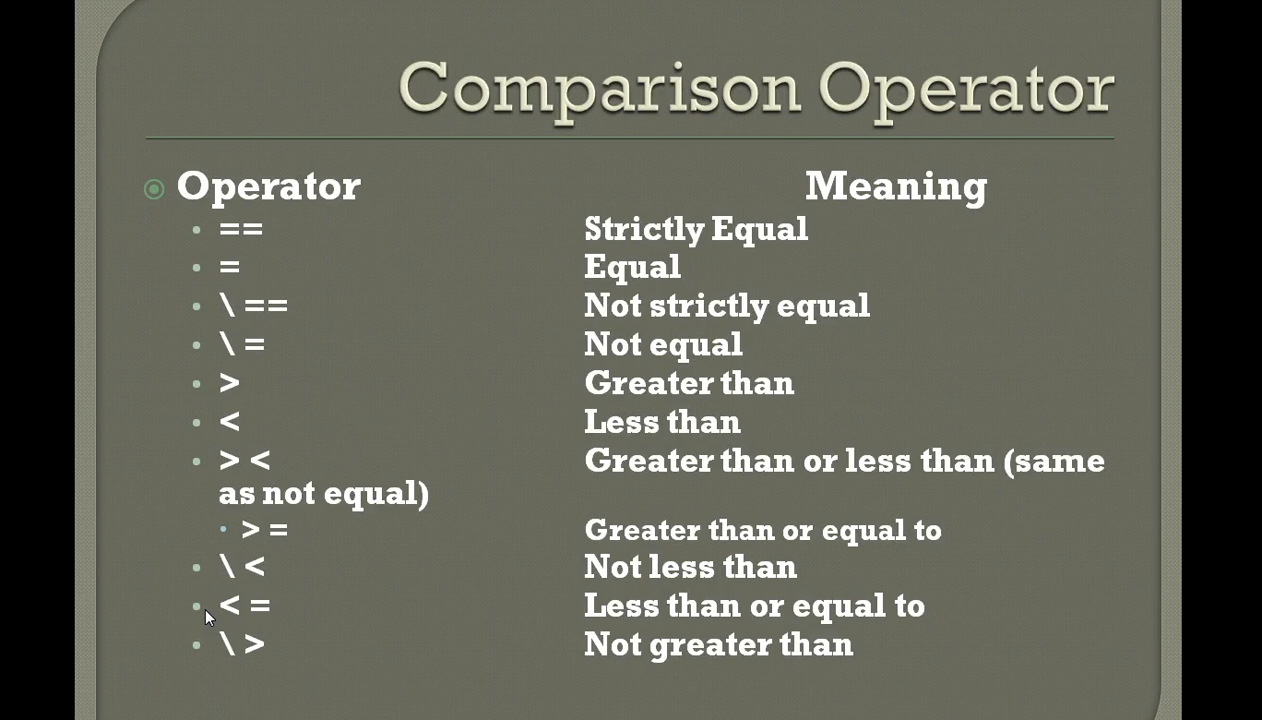 Comparison Operator
Operator Meaning
== Strictly Equal
= Equal
\ == Not strictly equal
\ = Not equal
> Greater than
< Less than
> < Greater than or less than (same
as not equal)
> = Greater than or equal to
\ < Not less than
< = Less than or equal to
\ > Not greater than